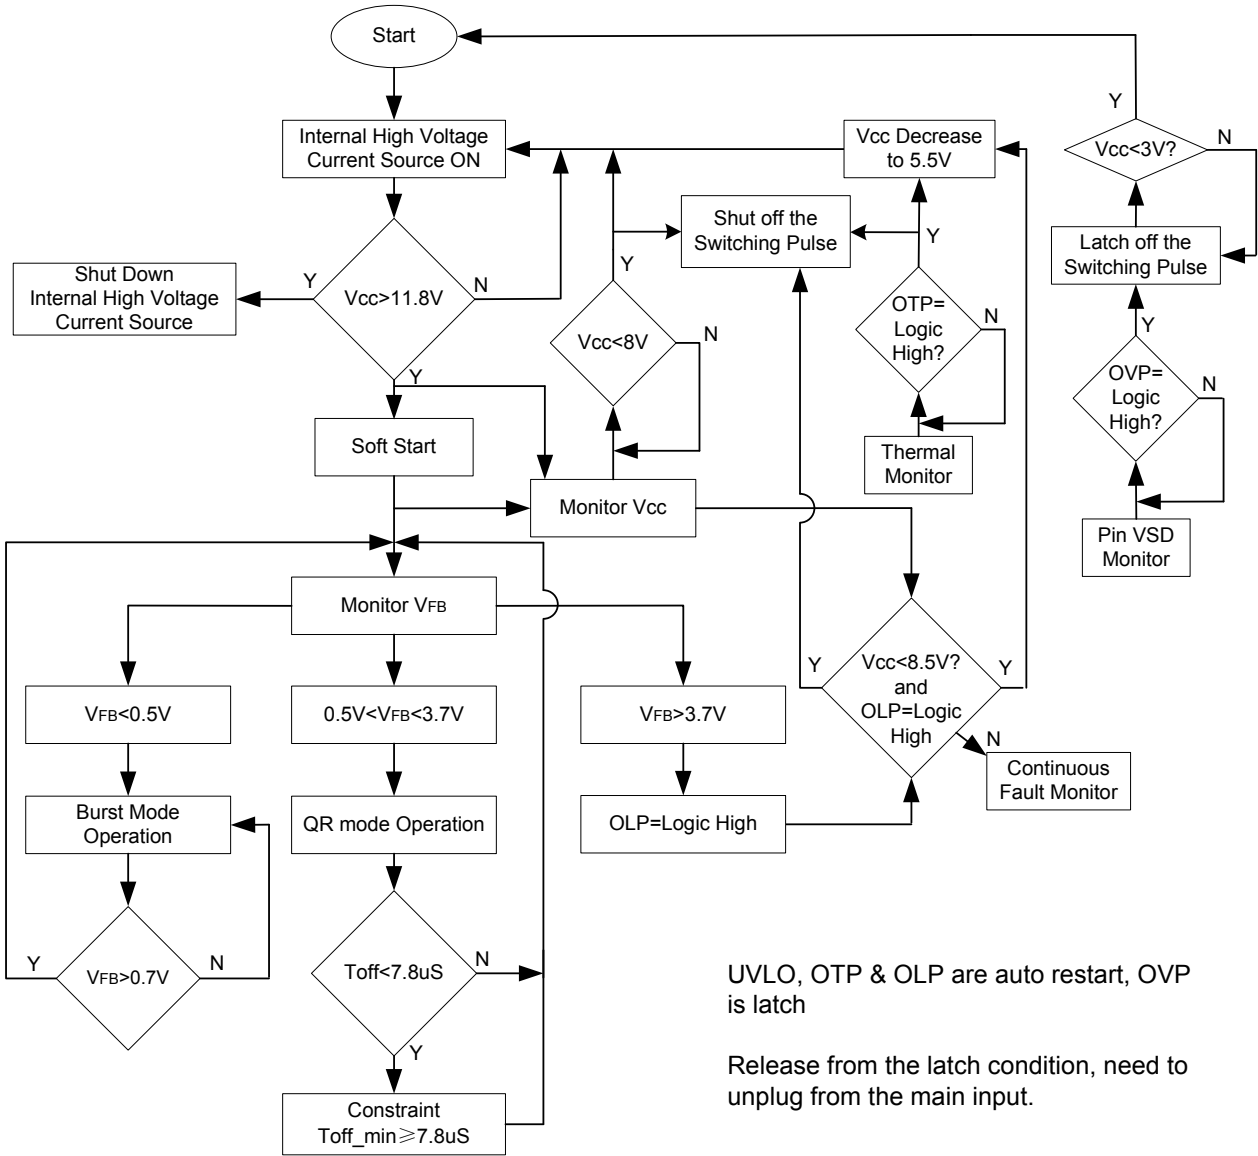 Start
Internal High Voltage
Current Source ON
Vcc Decrease
to 5.5V
Y
Vcc<3V?
N
Shut off the
Switching Pulse
Y
Latch off the
Switching Pulse
Shut Down
Internal High Voltage
Current Source
Y
Vcc>11.8V
N
Y
Vcc<8V
N
OTP=
Logic
High?
N
Y
OVP=
Logic
High?
N
Y
Soft Start
Thermal
Monitor
Monitor Vcc
Pin VSD
Monitor
Monitor VFB
VFB<0.5V
0.5V<VFB<3.7V
VFB>3.7V
Y
Vcc<8.5V?
and
OLP=Logic
High
Y
N
Continuous
Fault Monitor
Burst Mode
Operation
QR mode Operation
OLP=Logic High
Y
VFB>0.7V
N
Toff<7.8uS
N
Y
Constraint
Toff_min≥7.8uS
UVLO, OTP & OLP are auto restart, OVP
is latch
Release from the latch condition, need to
unplug from the main input.